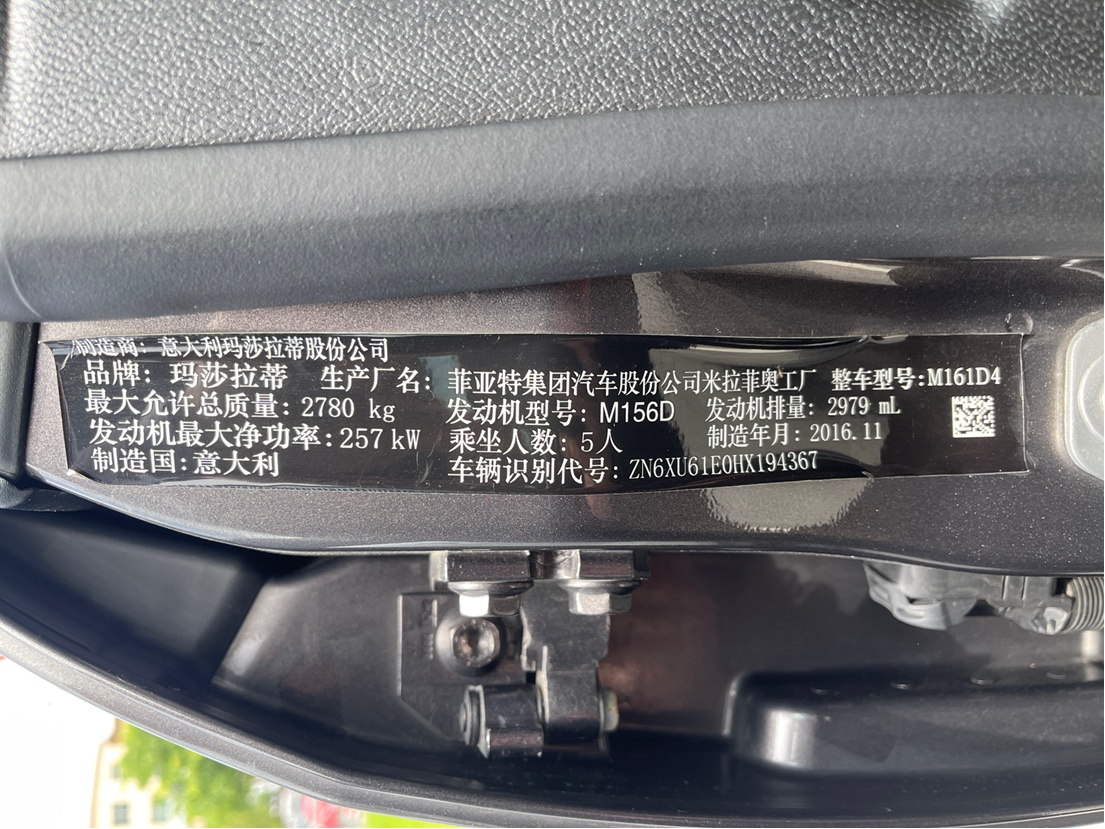 制造商：意大利玛莎拉蒂股份公司
品牌：玛莎拉蒂 生产厂名：菲亚特集团汽车股份公司米拉菲奥工厂 整车型号:M161D4
最大允许总质量：2780 kg 发动机型号：M156D 发动机排量：2979 mL
发动机最大净功率：257kW 乘坐人数：5人 制造年月：2016.11
制造国：意大利 车辆识别代号：ZN6XU61E0HX194367